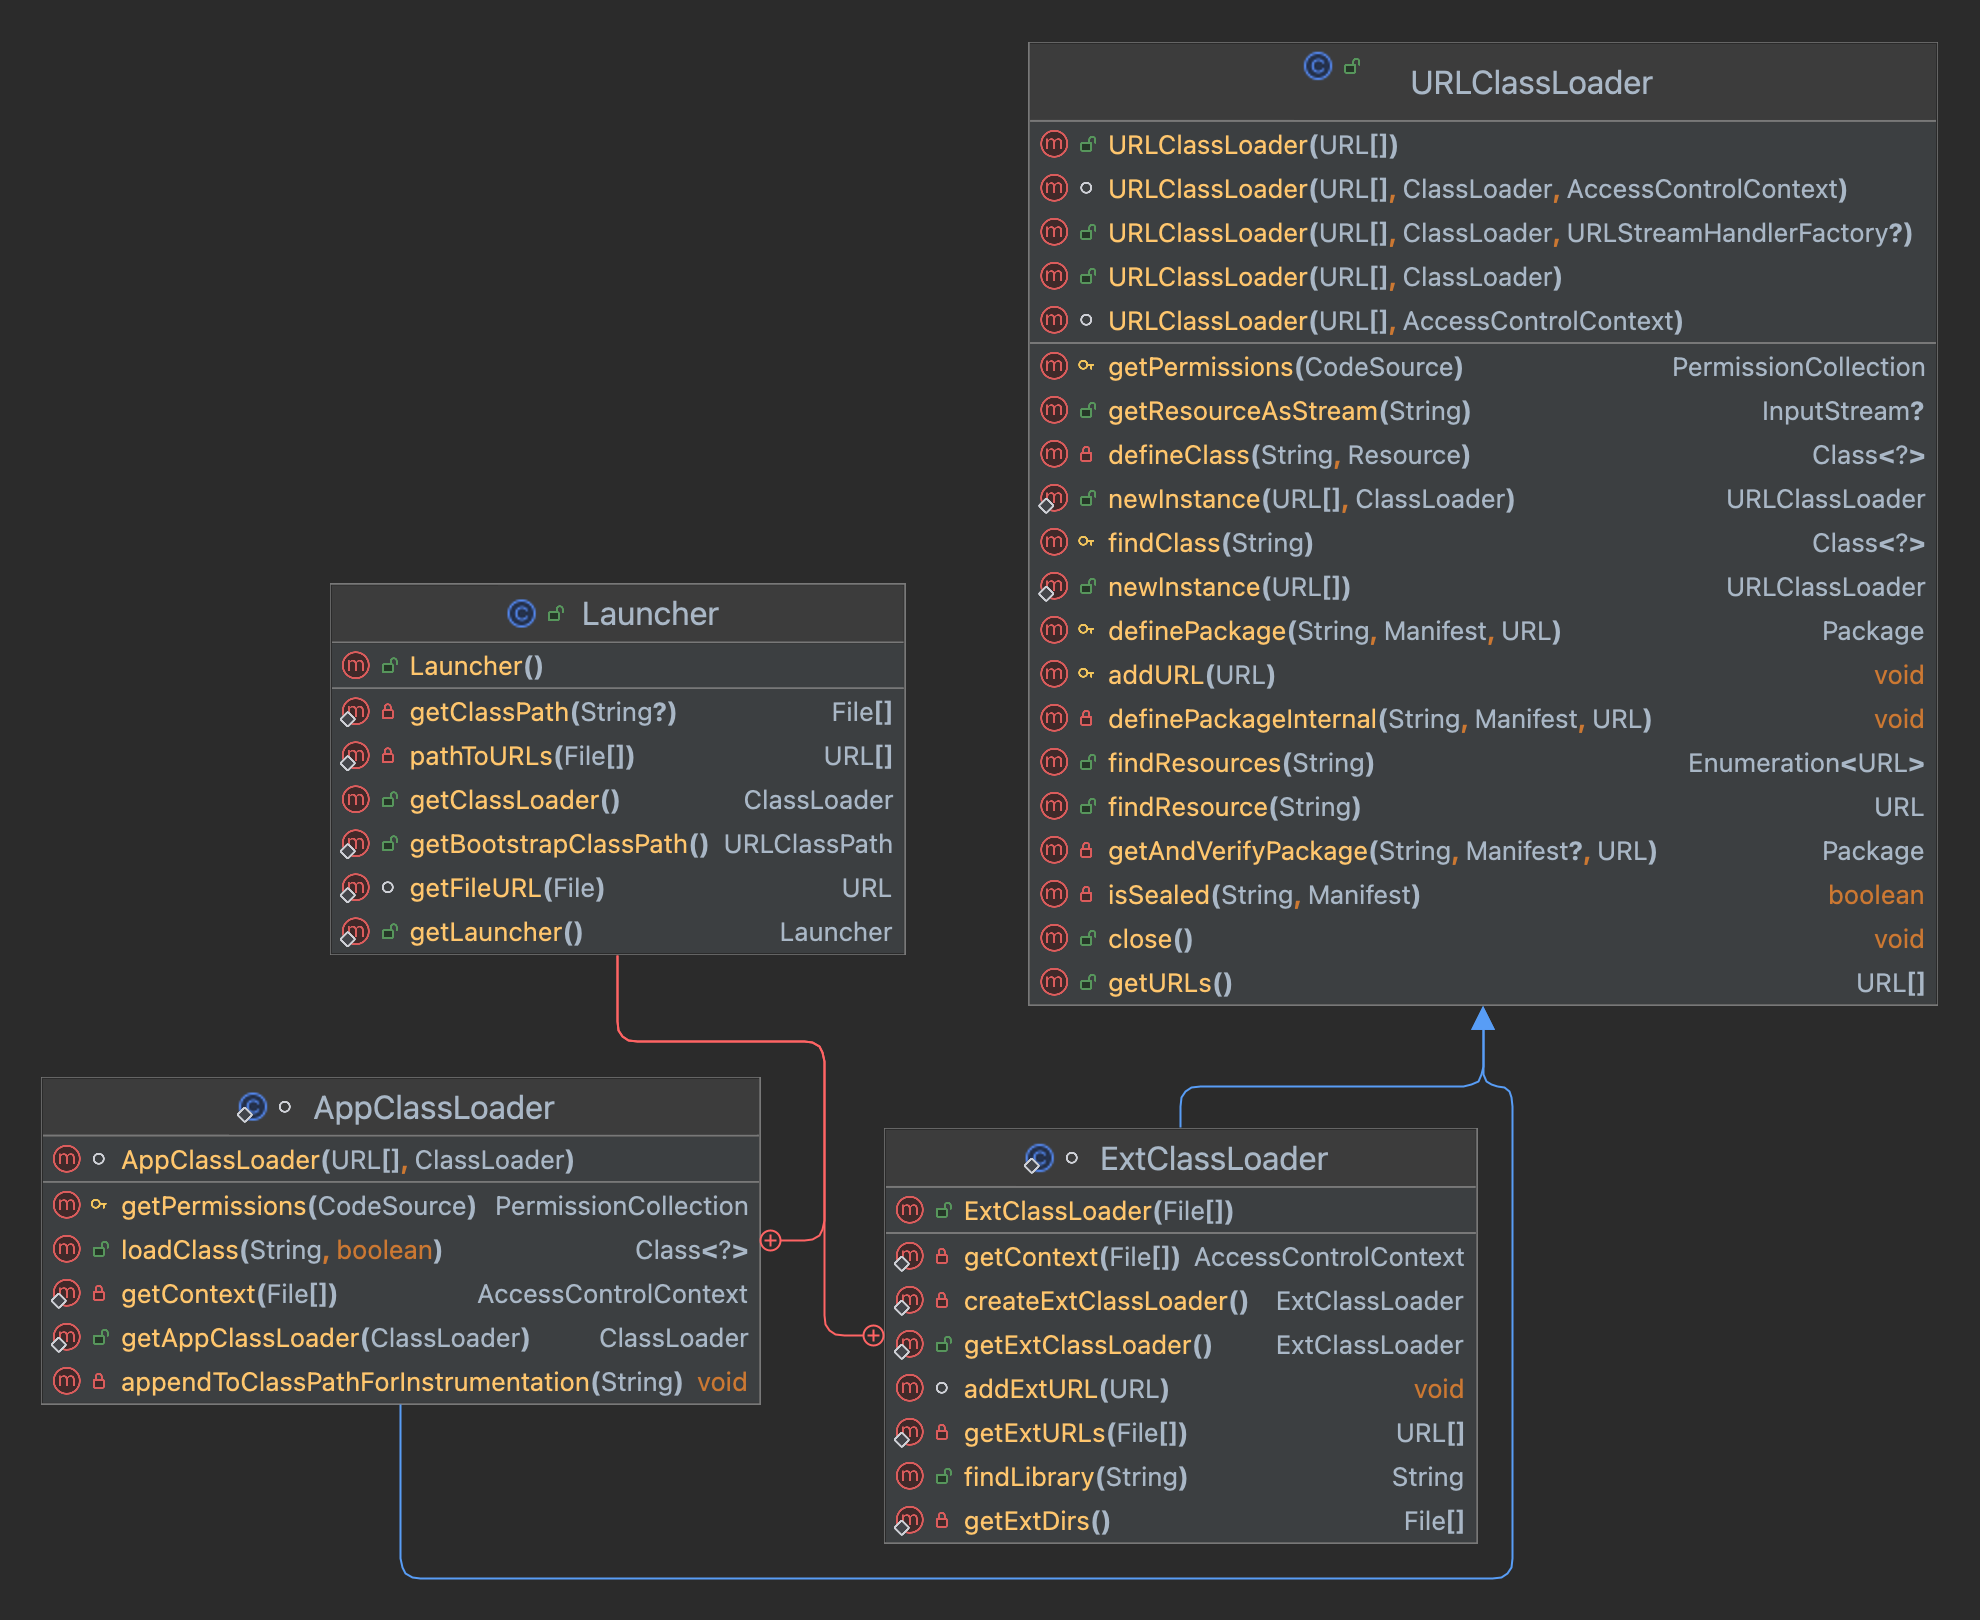 URLClassLoader
URLClassLoader(URL[])
URLClassLoader(URL[], ClassLoader, AccessControlContext)
URLClassLoader(URL[], ClassLoader, URLStreamHandlerFactory?)
URLClassLoader(URL[], ClassLoader)
URLClassLoader(URL[], AccessControlContext)
getPermissions(CodeSource) PermissionCollection
getResourceAsStream(String) InputStream?
defineClass(String, Resource) Class<?>
newInstance(URL[], ClassLoader) URLClassLoader
findClass(String) Class<?>
newInstance(URL[]) URLClassLoader
definePackage(String, Manifest, URL) Package
addURL(URL) void
definePackageInternal(String, Manifest, URL) void
findResources(String) Enumeration<URL>
findResource(String) URL
getAndVerifyPackage(String, Manifest?, URL) Package
isSealed(String, Manifest) boolean
close() void
getURLs() URL[]
Launcher
Launcher()
getClassPath(String?) File[]
pathToURLs(File[]) URL[]
getClassLoader() ClassLoader
getBootstrapClassPath() URLClassPath
getFileURL(File) URL
getLauncher() Launcher
AppClassLoader
AppClassLoader(URL[], ClassLoader)
getPermissions(CodeSource) PermissionCollection
loadClass(String, boolean) Class<?>
getContext(File[]) AccessControlContext
getAppClassLoader(ClassLoader) ClassLoader
appendToClassPathForInstrumentation(String) void
ExtClassLoader
ExtClassLoader(File[])
getContext(File[]) AccessControlContext
createExtClassLoader() ExtClassLoader
getExtClassLoader() ExtClassLoader
addExtURL(URL) void
getExtURLs(File[]) URL[]
findLibrary(String) String
getExtDirs() File[]